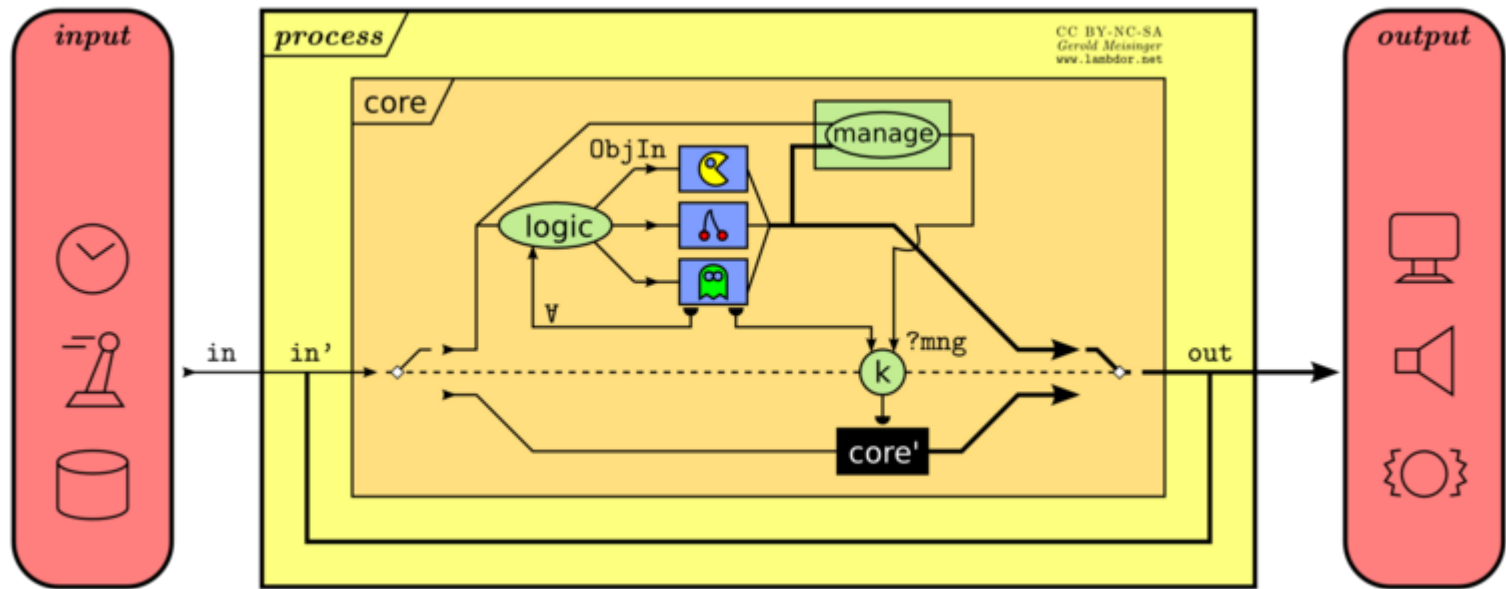 input
process
CC BY-NC-SA
Gerold Meisinger
www.lambdor.net
output
core
manage
ObjIn
logic
∀
?mng
in
in'
k
out
core'